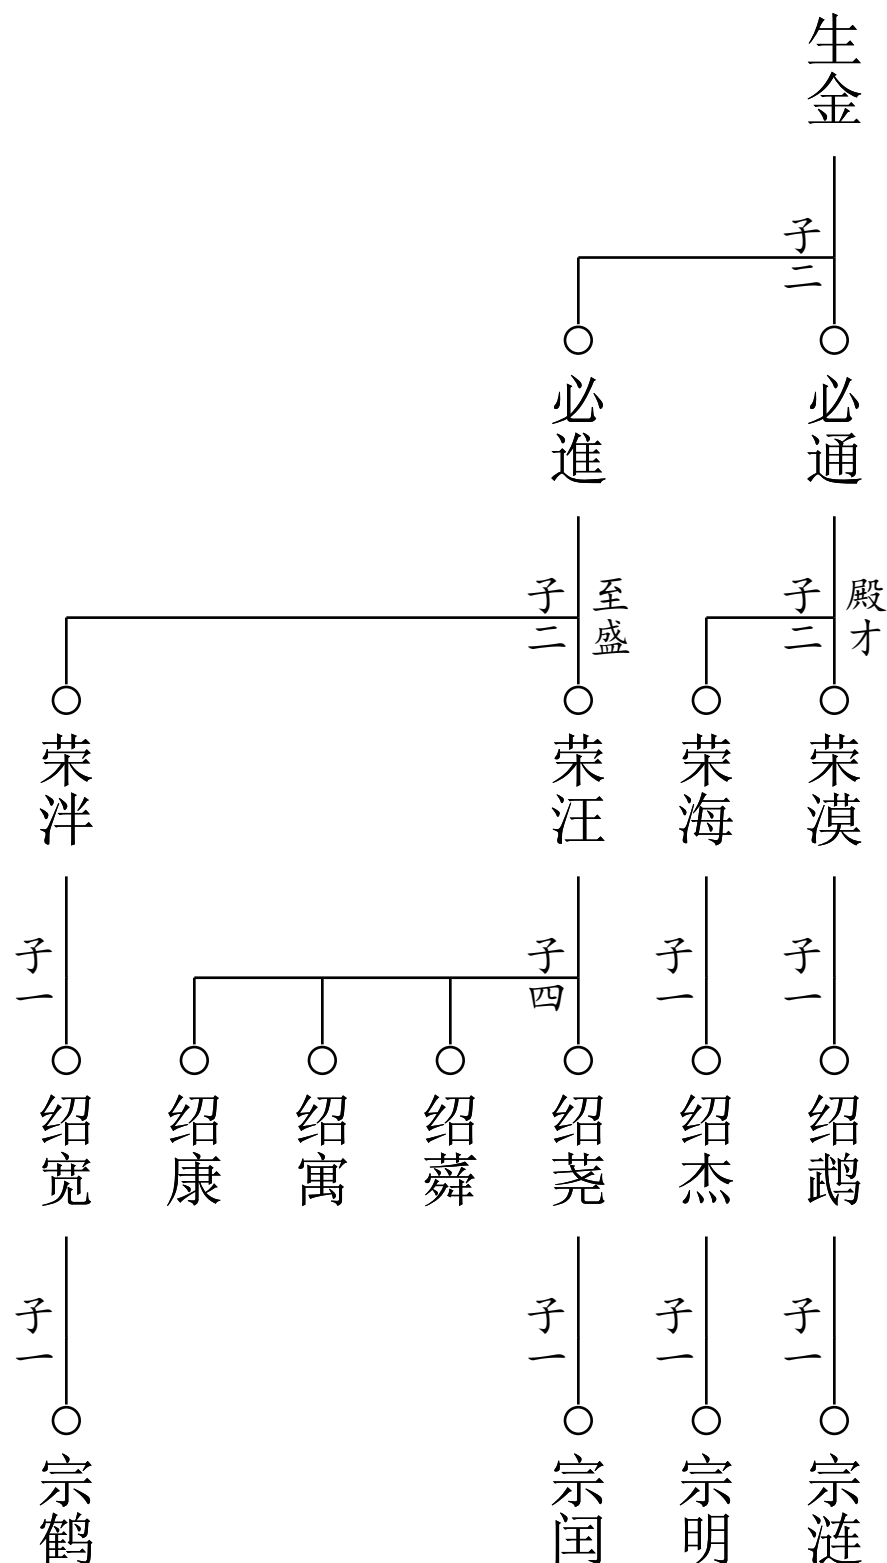 生金
子二
必通
必進
殿才
子二
至盛
子二
荣漠
荣海
荣汪
荣泮
子一
子一
子四
子一
绍鹉
绍杰
绍荛
绍蕣
绍寓
绍康
绍宽
子一
子一
子一
子一
宗涟
宗明
宗闰
宗鹤